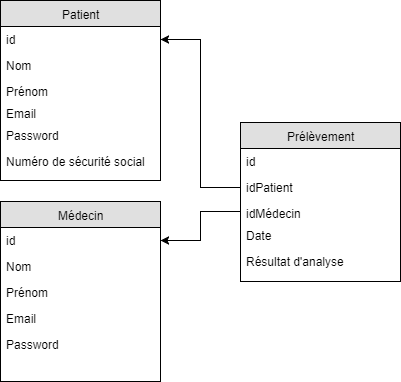 Patient
id
Nom
Prénom
Email
Password
Numéro de sécurité social
Médecin
id
Nom
Prénom
Email
Password
Prélèvement
id
idPatient
idMédecin
Date
Résultat d'analyse